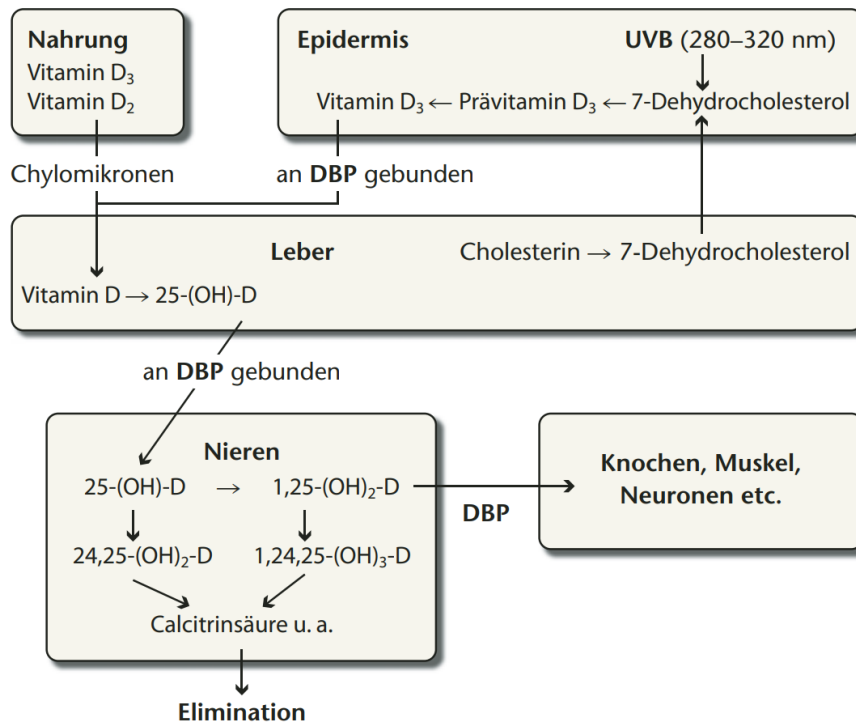 Nahrung
Vitamin D₃
Vitamin D₂
Epidermis UVB (280–320 nm)
Vitamin D₃ ← Prävitamin D₃ ← 7-Dehydrocholesterol
Chylomikronen
an DBP gebunden
Leber
Cholesterin → 7-Dehydrocholesterol
Vitamin D → 25-(OH)-D
an DBP gebunden
Nieren
25-(OH)-D → 1,25-(OH)₂-D
24,25-(OH)₂-D 1,24,25-(OH)₃-D
Calcitrinsäure u. a.
Elimination
DBP
Knochen, Muskel,
Neuronen etc.